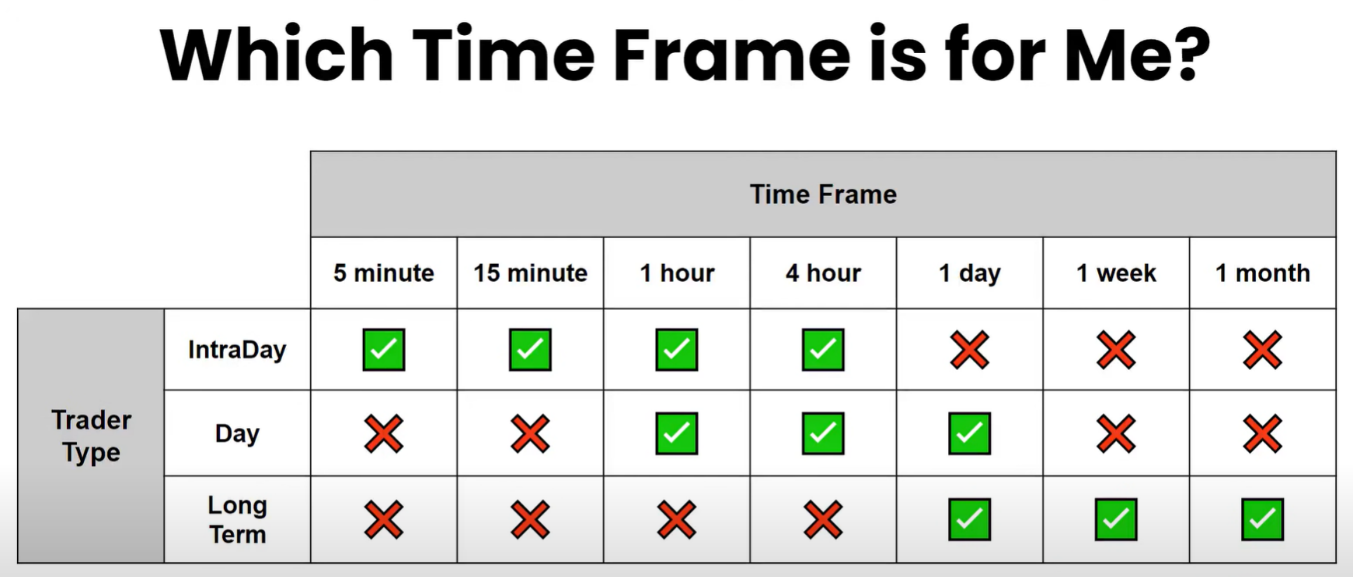 Which Time Frame is for Me?
Time Frame
5 minute 15 minute 1 hour 4 hour 1 day 1 week 1 month
Trader
Type
IntraDay
Day
Long
Term